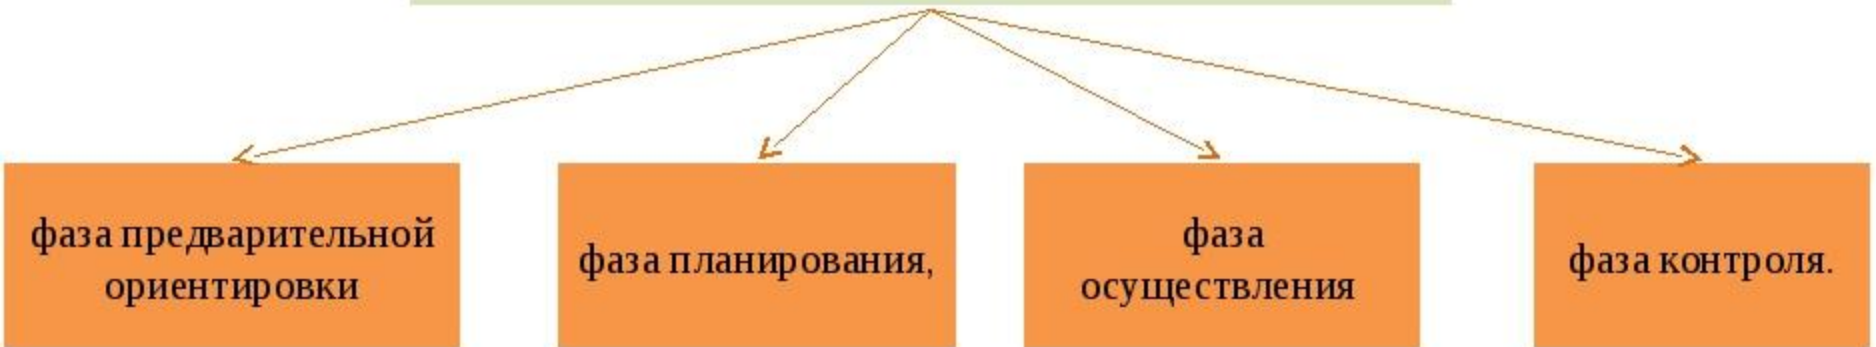 фаза предварительной
ориентировки
фаза планирования,
фаза
осуществления
фаза контроля.